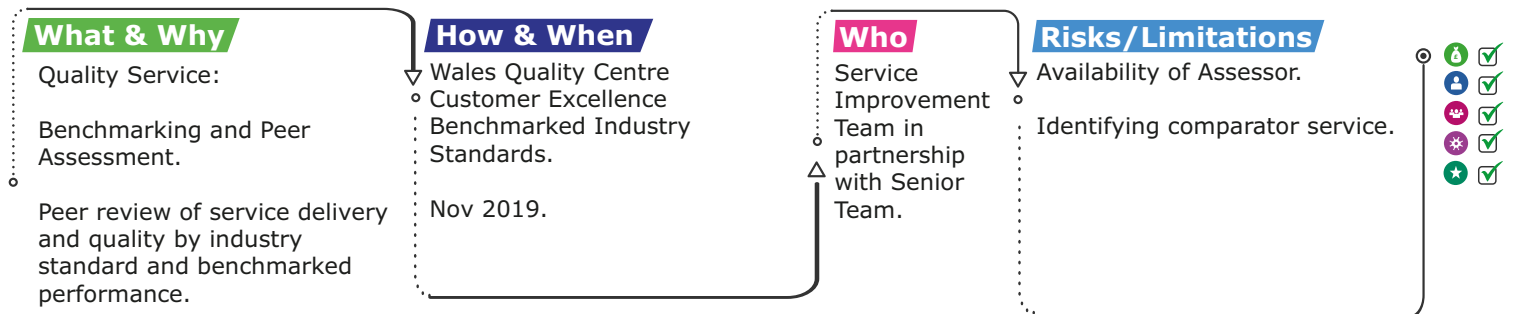 What & Why
Quality Service:
Benchmarking and Peer
Assessment.
Peer review of service delivery
and quality by industry
standard and benchmarked
performance.
How & When
Wales Quality Centre
Customer Excellence
Benchmarked Industry
Standards.
Nov 2019.
Who
Service
Improvement
Team in
partnership
with Senior
Team.
Risks/Limitations
Availability of Assessor.
Identifying comparator service.